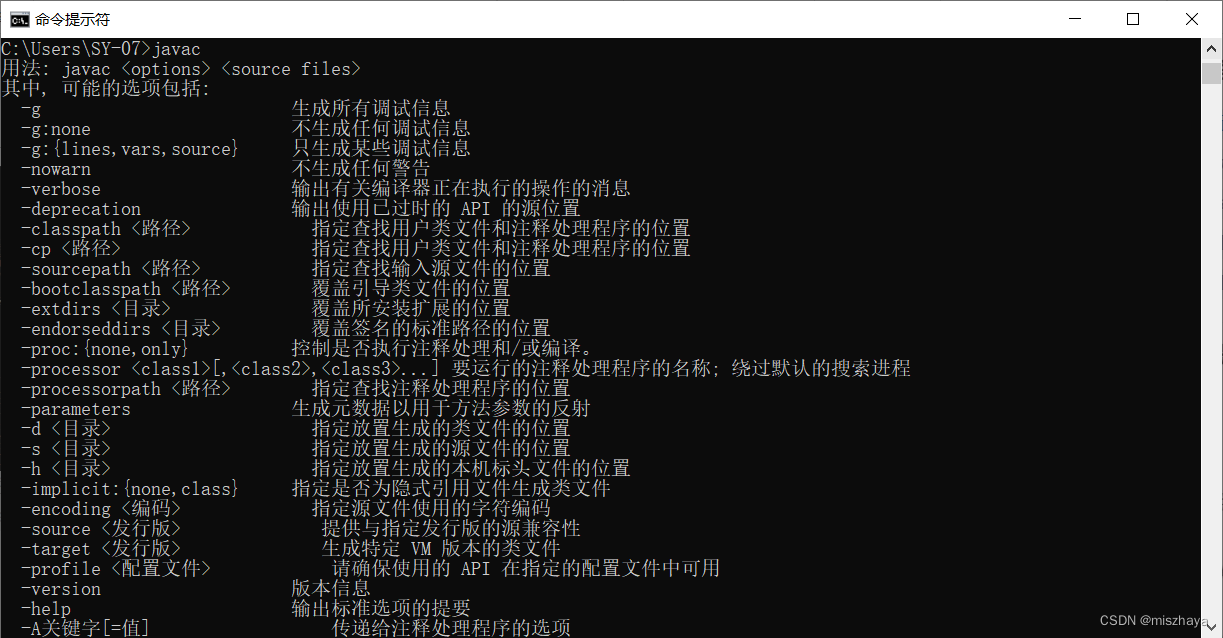 命令提示符
C:\Users\SY-07>javac
用法: javac <options> <source files>
其中, 可能的选项包括:
-g 生成所有调试信息
-g:none 不生成任何调试信息
-g:{lines,vars,source} 只生成某些调试信息
-nowarn 不生成任何警告
-verbose 输出有关编译器正在执行的操作的消息
-deprecation 输出使用已过时的 API 的源位置
-classpath <路径> 指定查找用户类文件和注释处理程序的位置
-cp <路径> 指定查找用户类文件和注释处理程序的位置
-sourcepath <路径> 指定查找输入源文件的位置
-bootclasspath <路径> 覆盖引导类文件的位置
-extdirs <目录> 覆盖所安装扩展的位置
-endorseddirs <目录> 覆盖签名的标准路径的位置
-proc:{none,only} 控制是否执行注释处理和/或编译。
-processor <class1>[,<class2>,<class3>...] 要运行的注释处理程序的名称; 绕过默认的搜索进程
-processorpath <路径> 指定查找注释处理程序的位置
-parameters 生成元数据以用于方法参数的反射
-d <目录> 指定放置生成的类文件的位置
-s <目录> 指定放置生成的源文件的位置
-h <目录> 指定放置生成的本机标头文件的位置
-implicit:{none,class} 指定是否为隐式引用文件生成类文件
-encoding <编码> 指定源文件使用的字符编码
-source <发行版> 提供与指定发行版的源兼容性
-target <发行版> 生成特定 VM 版本的类文件
-profile <配置文件> 请确保使用的 API 在指定的配置文件中可用
-version 版本信息
-help 输出标准选项的提要
-A关键字[=值] 传递给注释处理程序的选项
CSDN @miszhaya